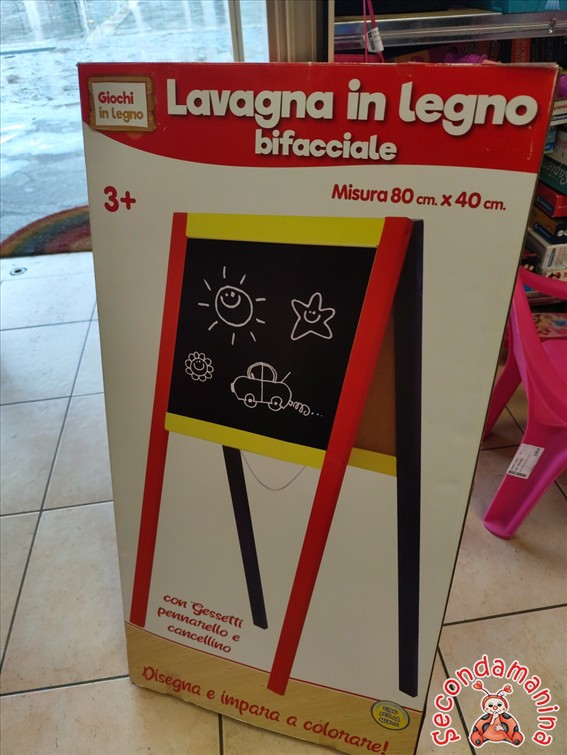 Giochi
in legno
Lavagna in legno
bifacciale
3+
Misura 80 cm. x 40 cm.
con Gessetti
pennarello e
cancellino
Disegna e impara a colorare!
Secondamanina